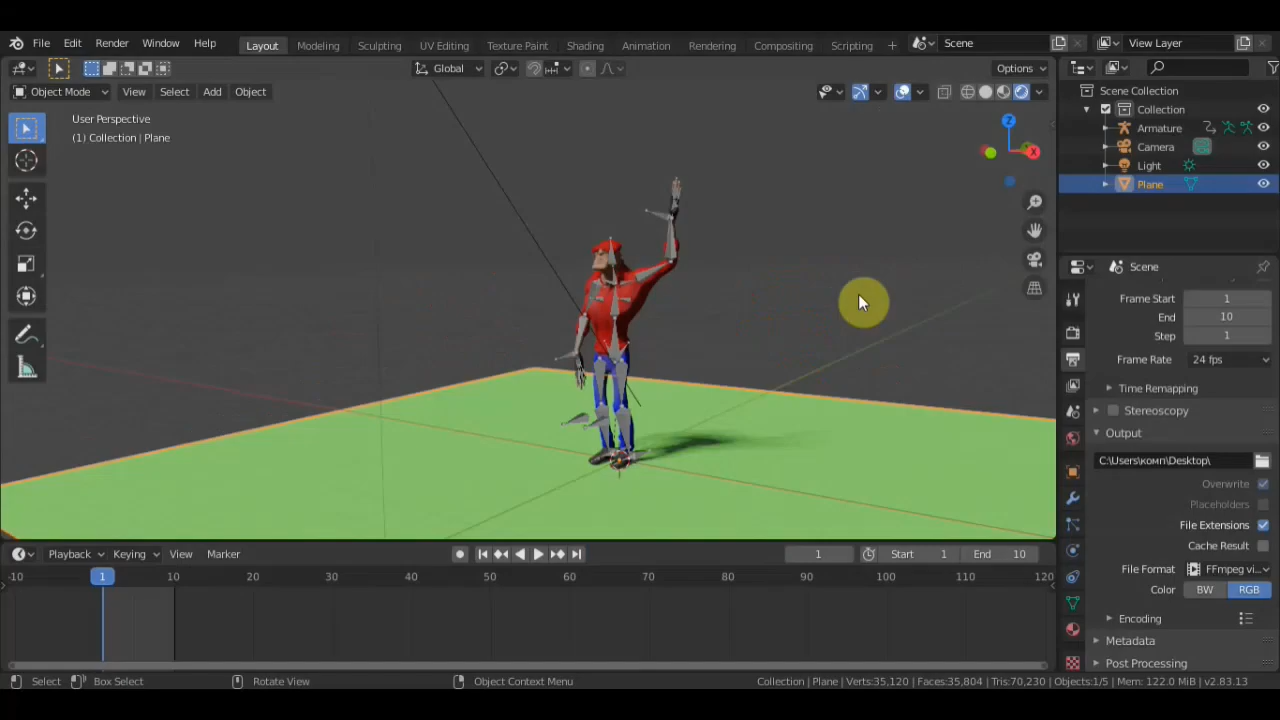 File Edit Render Window Help Layout Modeling Sculpting UV Editing Texture Paint Shading Animation Rendering Compositing Scripting + Scene View Layer
Global Options
Object Mode View Select Add Object
User Perspective
(1) Collection | Plane
Z
X
Scene Collection
Collection
Armature
Camera
Light
Plane
Scene
Frame Start 1
End 10
Step 1
Frame Rate 24 fps
Time Remapping
Stereoscopy
Output
C:\Users\комп\Desktop\
Overwrite
Placeholders
File Extensions
Cache Result
File Format FFmpeg vi...
Color BW RGB
Encoding
Metadata
Post Processing
Playback Keying View Marker 1 Start 1 End 10
-10 1 10 20 30 40 50 60 70 80 90 100 110 120
Select Box Select Rotate View Object Context Menu Collection | Plane | Verts:35,120 | Faces:35,804 | Tris:70,230 | Objects:1/5 | Mem: 122.0 MiB | v2.83.13